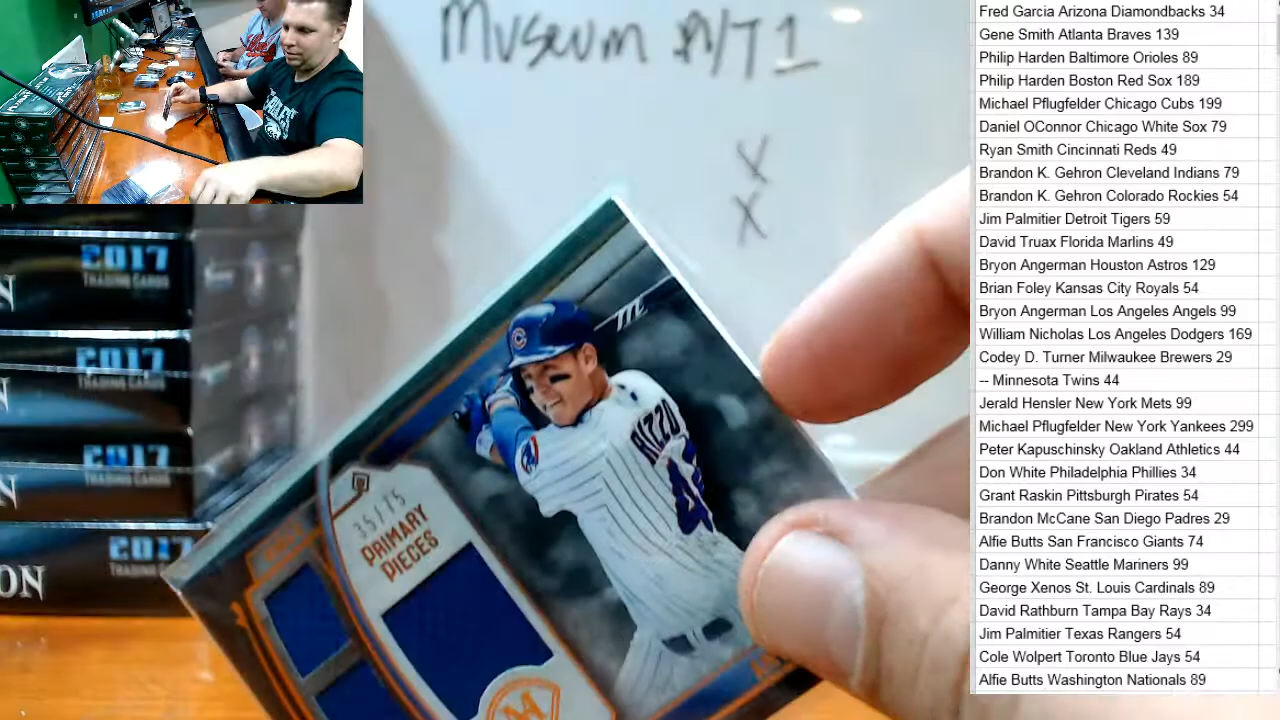 Museum A/T1
X
X
2017
TRADING CARDS
N
2017
TRADING CARDS
N
2017
TRADING CARDS
N
2017
ON
RIZZO
44
35/75
PRIMARY
PIECES
Fred Garcia Arizona Diamondbacks 34
Gene Smith Atlanta Braves 139
Philip Harden Baltimore Orioles 89
Philip Harden Boston Red Sox 189
Michael Pflugfelder Chicago Cubs 199
Daniel OConnor Chicago White Sox 79
Ryan Smith Cincinnati Reds 49
Brandon K. Gehron Cleveland Indians 79
Brandon K. Gehron Colorado Rockies 54
Jim Palmitier Detroit Tigers 59
David Truax Florida Marlins 49
Bryon Angerman Houston Astros 129
Brian Foley Kansas City Royals 54
Bryon Angerman Los Angeles Angels 99
William Nicholas Los Angeles Dodgers 169
Codey D. Turner Milwaukee Brewers 29
-- Minnesota Twins 44
Jerald Hensler New York Mets 99
Michael Pflugfelder New York Yankees 299
Peter Kapuschinsky Oakland Athletics 44
Don White Philadelphia Phillies 34
Grant Raskin Pittsburgh Pirates 54
Brandon McCane San Diego Padres 29
Alfie Butts San Francisco Giants 74
Danny White Seattle Mariners 99
George Xenos St. Louis Cardinals 89
David Rathburn Tampa Bay Rays 34
Jim Palmitier Texas Rangers 54
Cole Wolpert Toronto Blue Jays 54
Alfie Butts Washington Nationals 89